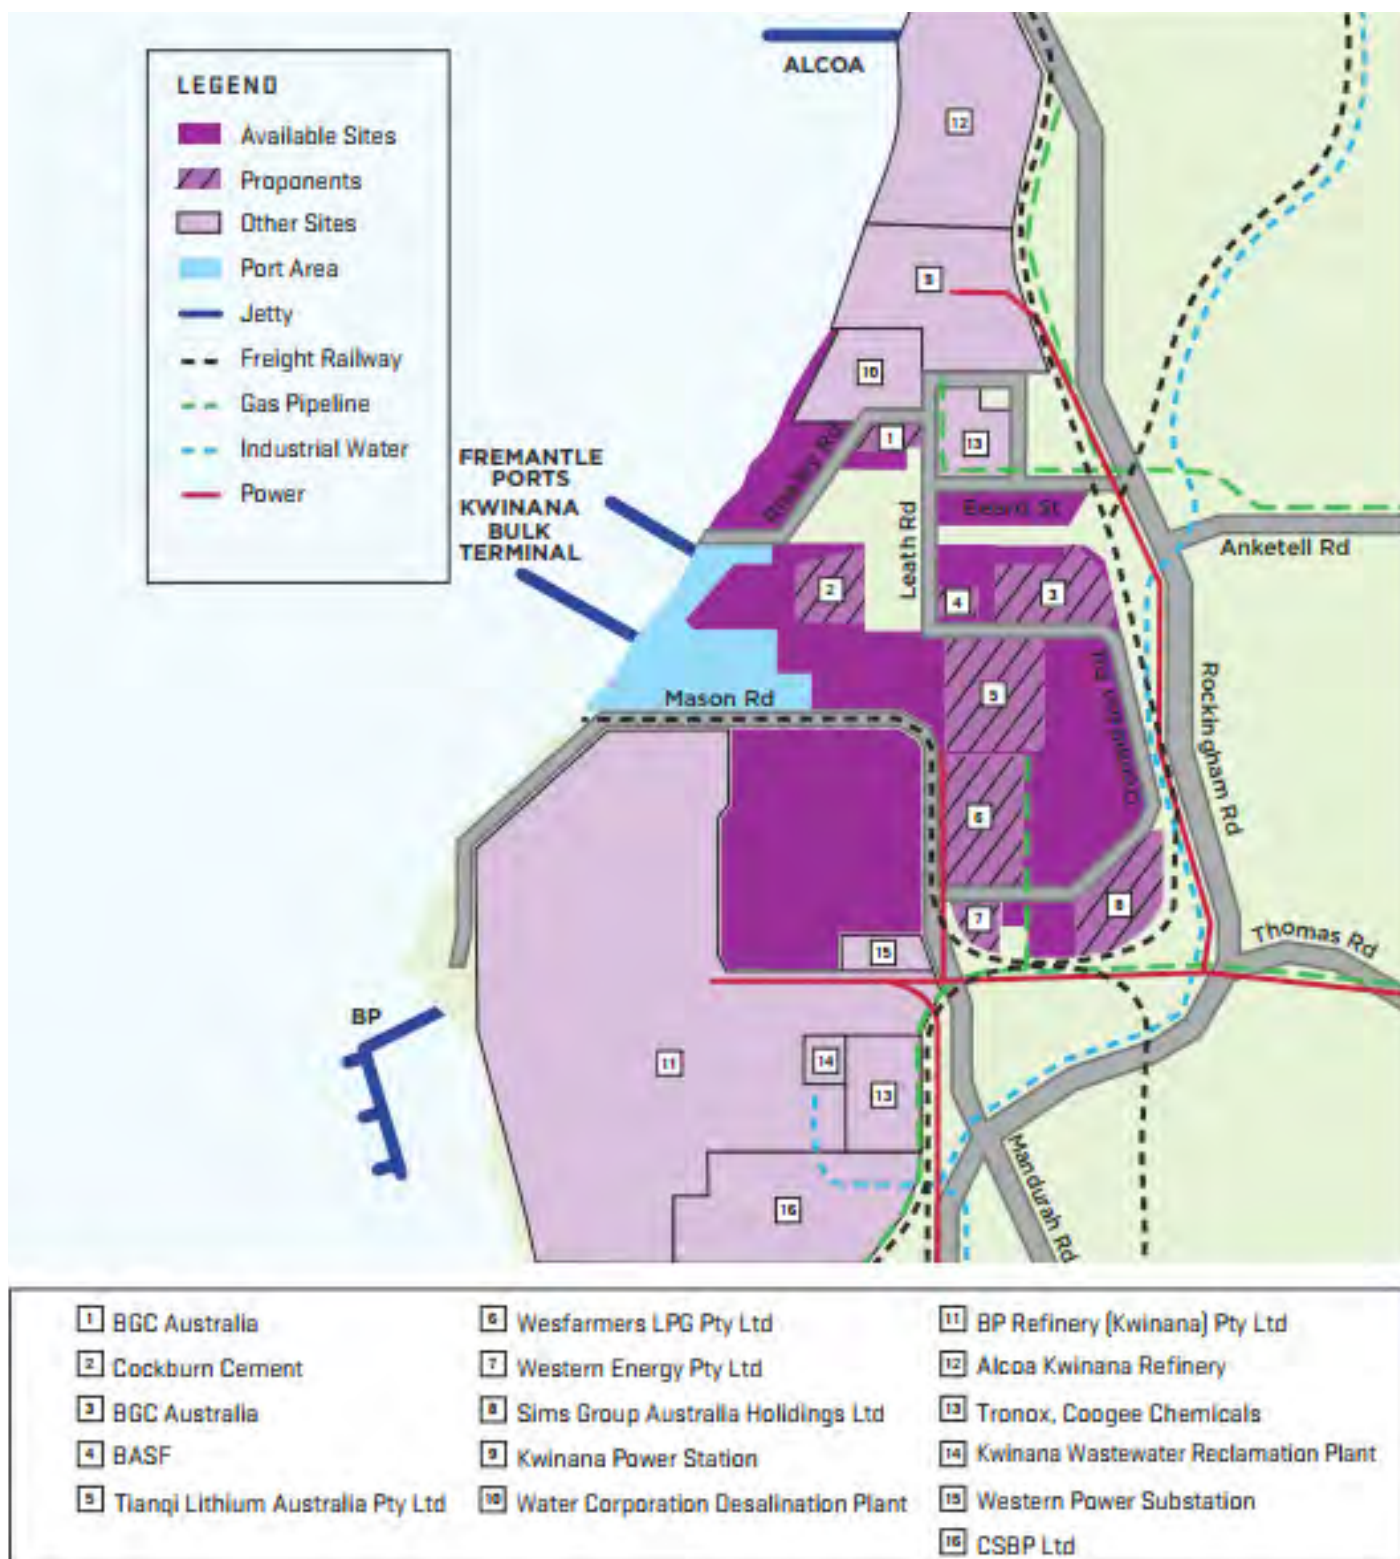 LEGEND
Available Sites
Proponents
Other Sites
Port Area
Jetty
Freight Railway
Gas Pipeline
Industrial Water
Power
ALCOA
12
10
1
13
Rd
FREMANTLE
PORTS
KWINANA
BULK
TERMINAL
Leath Rd
Beard St
Anketell Rd
2
4
3
5
Mason Rd
Rockingham Rd
6
7
8
15
Thomas Rd
BP
11
14
13
16
Mandurah Rd
1 BGC Australia
2 Cockburn Cement
3 BGC Australia
4 BASF
5 Tianqi Lithium Australia Pty Ltd
6 Wesfarmers LPG Pty Ltd
7 Western Energy Pty Ltd
8 Sims Group Australia Holidings Ltd
9 Kwinana Power Station
10 Water Corporation Desalination Plant
11 BP Refinery (Kwinana) Pty Ltd
12 Alcoa Kwinana Refinery
13 Tronox, Coogee Chemicals
14 Kwinana Wastewater Reclamation Plant
15 Western Power Substation
16 CSBP Ltd